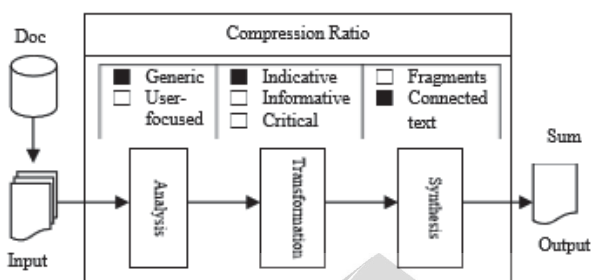 Doc
Compression Ratio
■ Generic
□ User-
focused
■ Indicative
□ Informative
□ Critical
□ Fragments
■ Connected
text
Sum
Analysis
Transformation
Synthesis
Input
Output